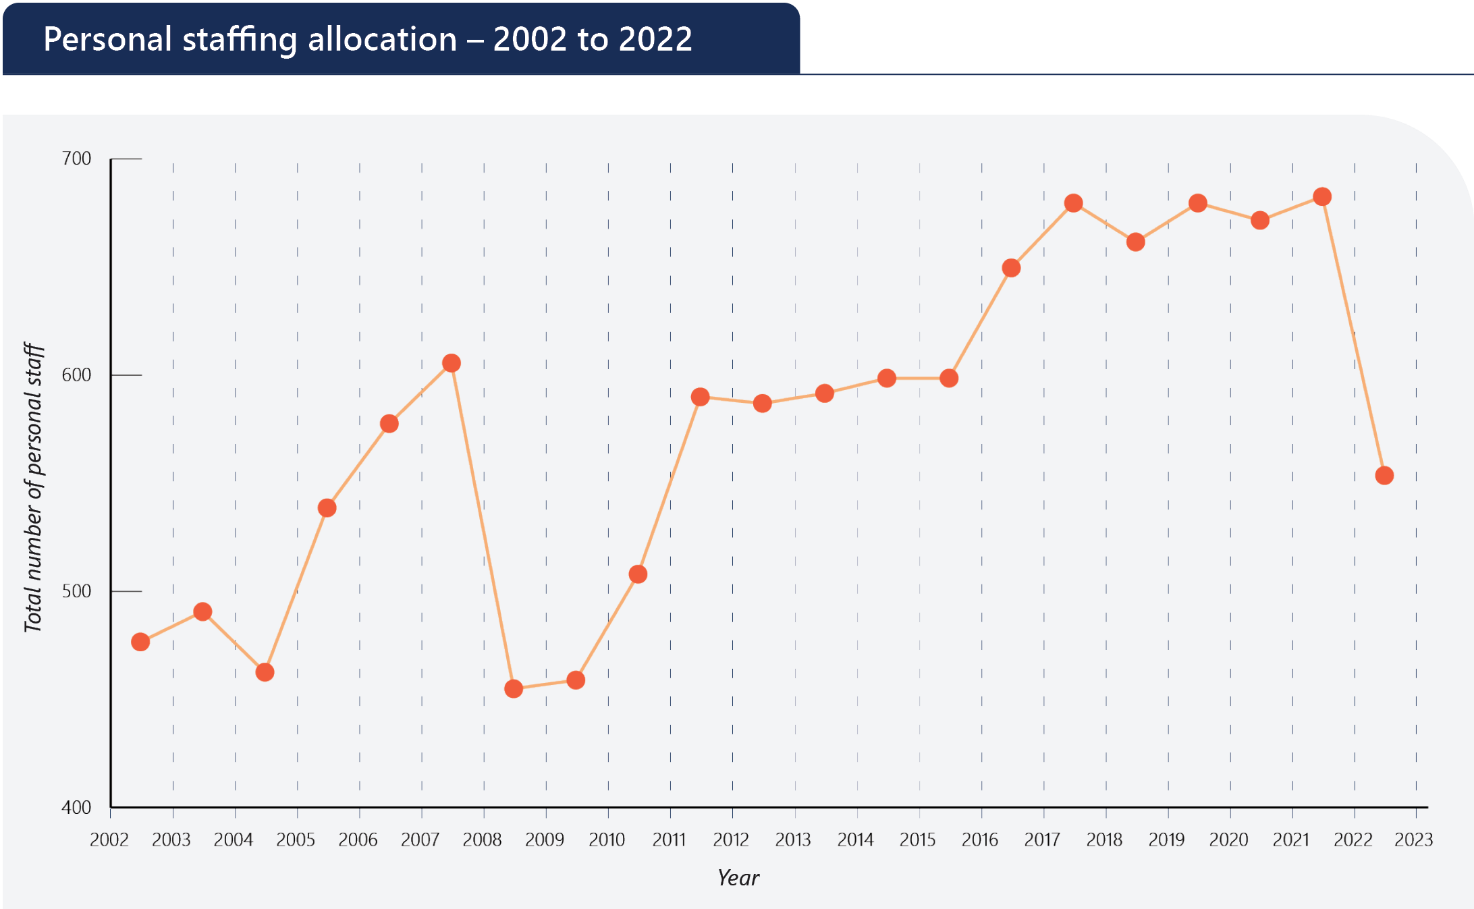 Personal staffing allocation – 2002 to 2022
700
600
500
400
Total number of personal staff
2002 2003 2004 2005 2006 2007 2008 2009 2010 2011 2012 2013 2014 2015 2016 2017 2018 2019 2020 2021 2022 2023
Year